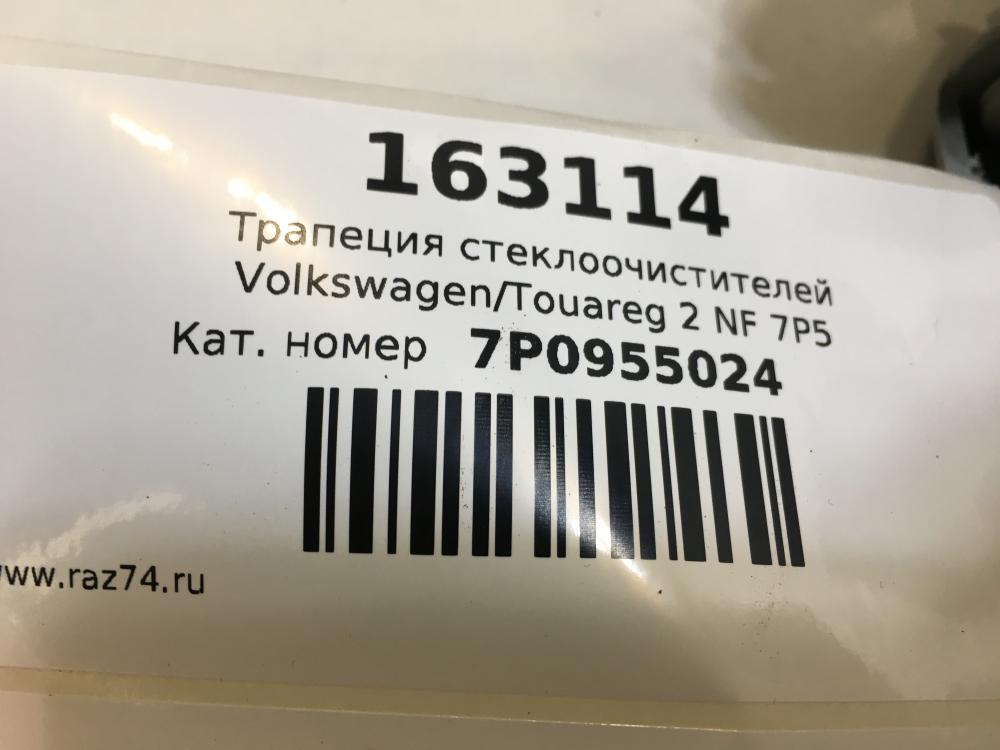 163114
Трапеция стеклоочистителей
Volkswagen/Touareg 2 NF 7P5
Кат. номер 7P0955024
www.raz74.ru